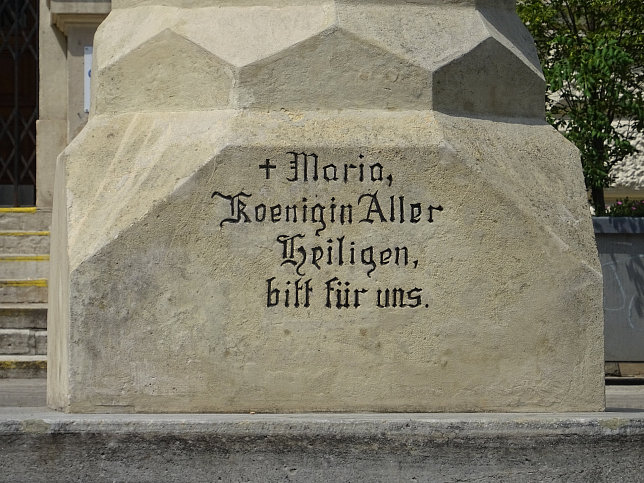 + Maria,
Koenigin Aller
Heiligen,
bitt für uns.